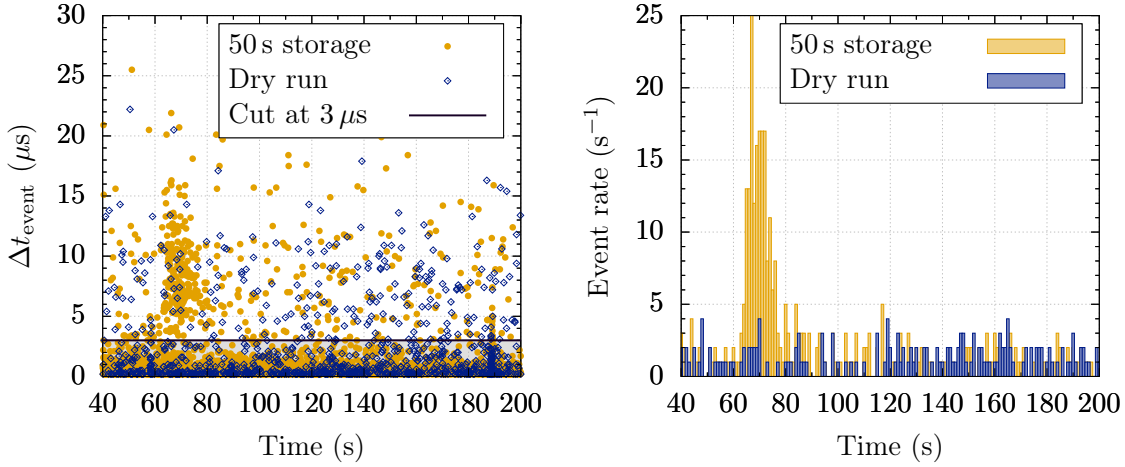 30
25
20
15
10
5
0
40 60 80 100 120 140 160 180 200
Δt_event (μs)
Time (s)
50 s storage
Dry run
Cut at 3 μs
25
20
15
10
5
0
40 60 80 100 120 140 160 180 200
Event rate (s⁻¹)
Time (s)
50 s storage
Dry run